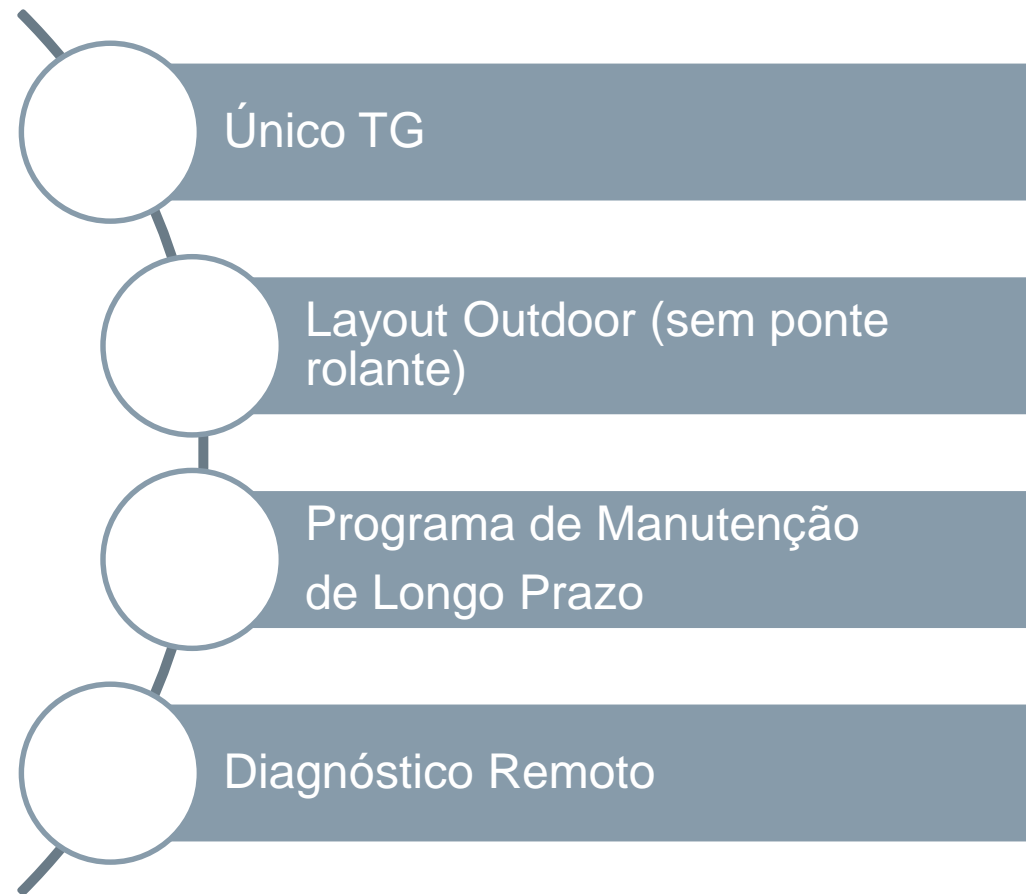 Único TG
Layout Outdoor (sem ponte
rolante)
Programa de Manutenção
de Longo Prazo
Diagnóstico Remoto